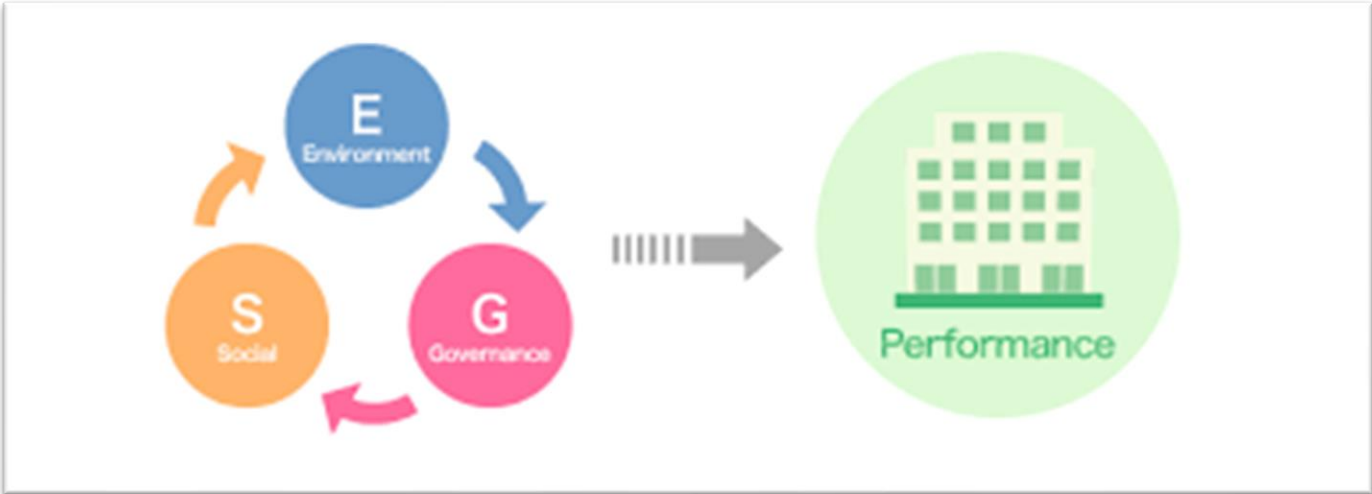 E
Environment
S
Social
G
Governance
Performance